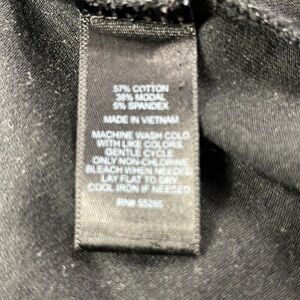 57% COTTON
38% MODAL
5% SPANDEX
MADE IN VIETNAM
MACHINE WASH COLD
WITH LIKE COLORS
GENTLE CYCLE
ONLY NON-CHLORINE
BLEACH WHEN NEEDED
LAY FLAT TO DRY
COOL IRON IF NEEDED
RN# 55285